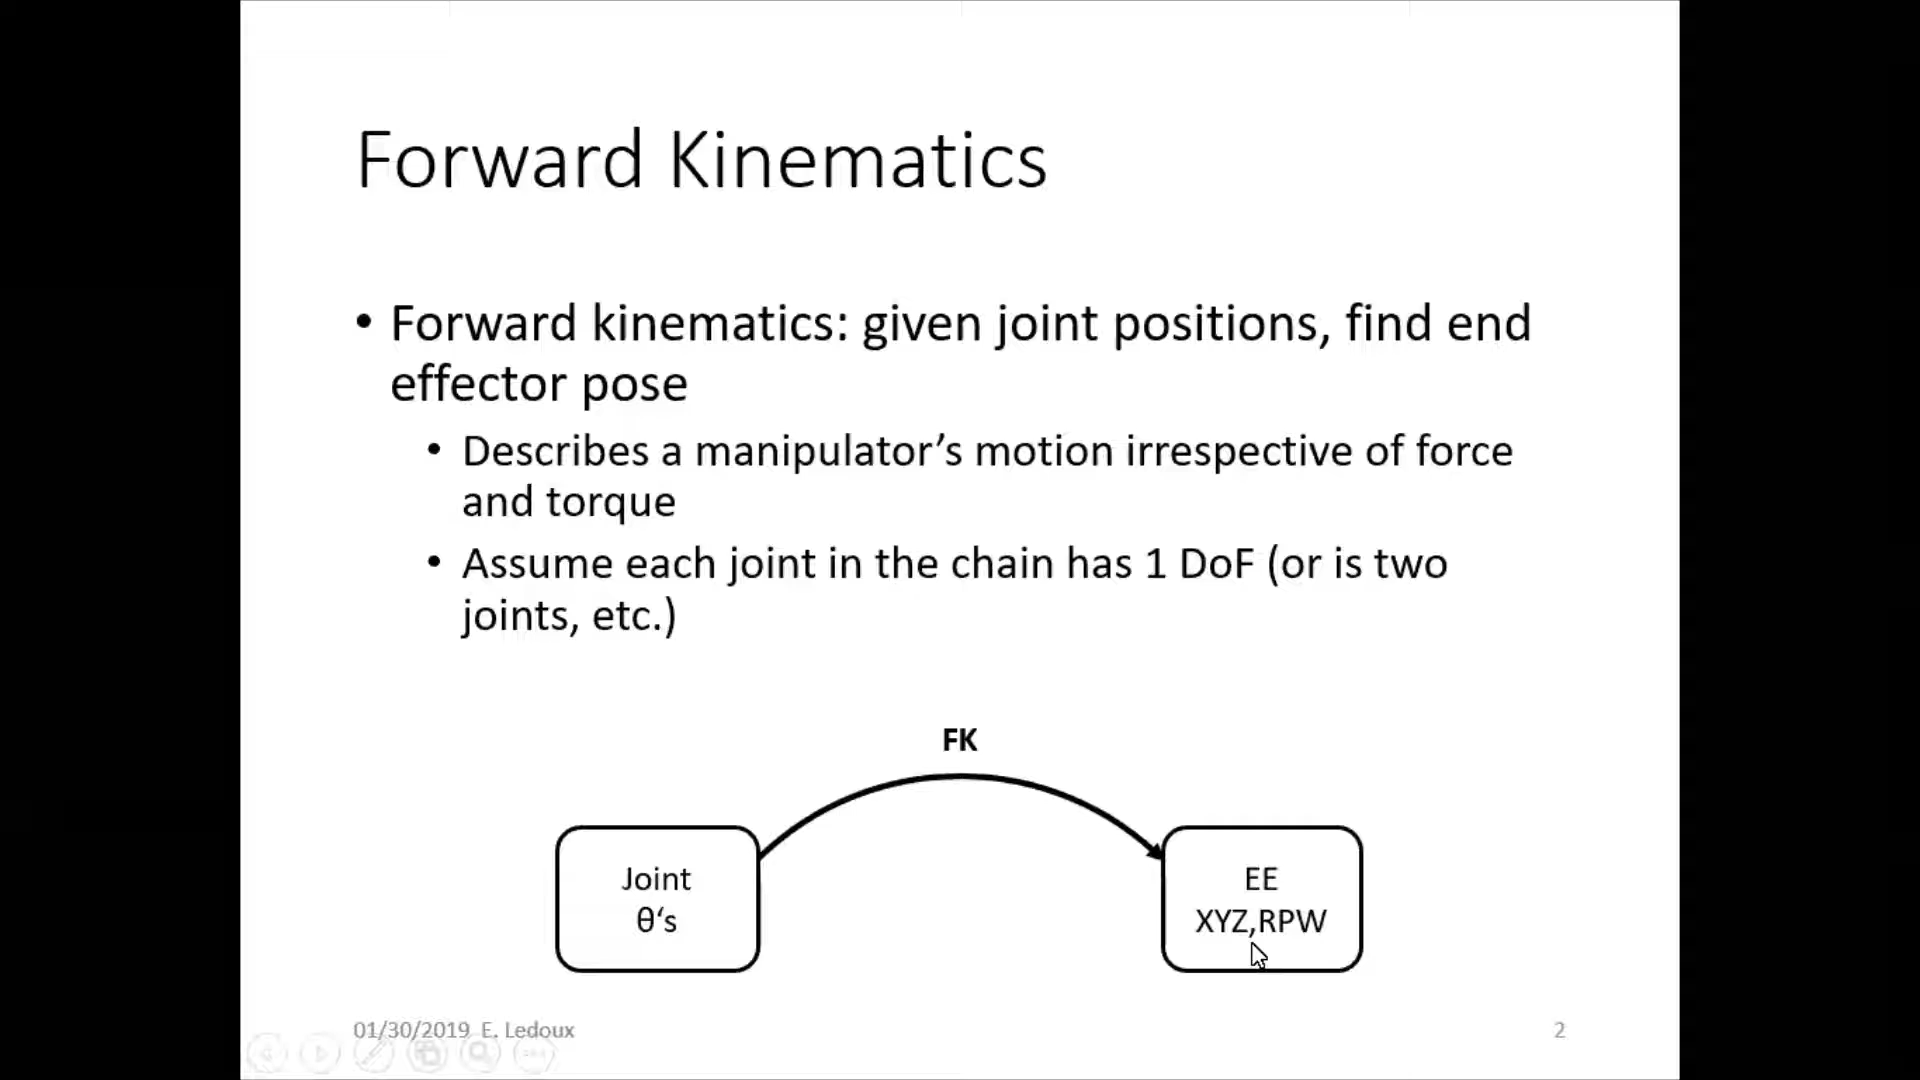 Forward Kinematics
• Forward kinematics: given joint positions, find end
effector pose
• Describes a manipulator’s motion irrespective of force
and torque
• Assume each joint in the chain has 1 DoF (or is two
joints, etc.)
FK
Joint
θ‘s
EE
XYZ,RPW
01/30/2019 E. Ledoux
2